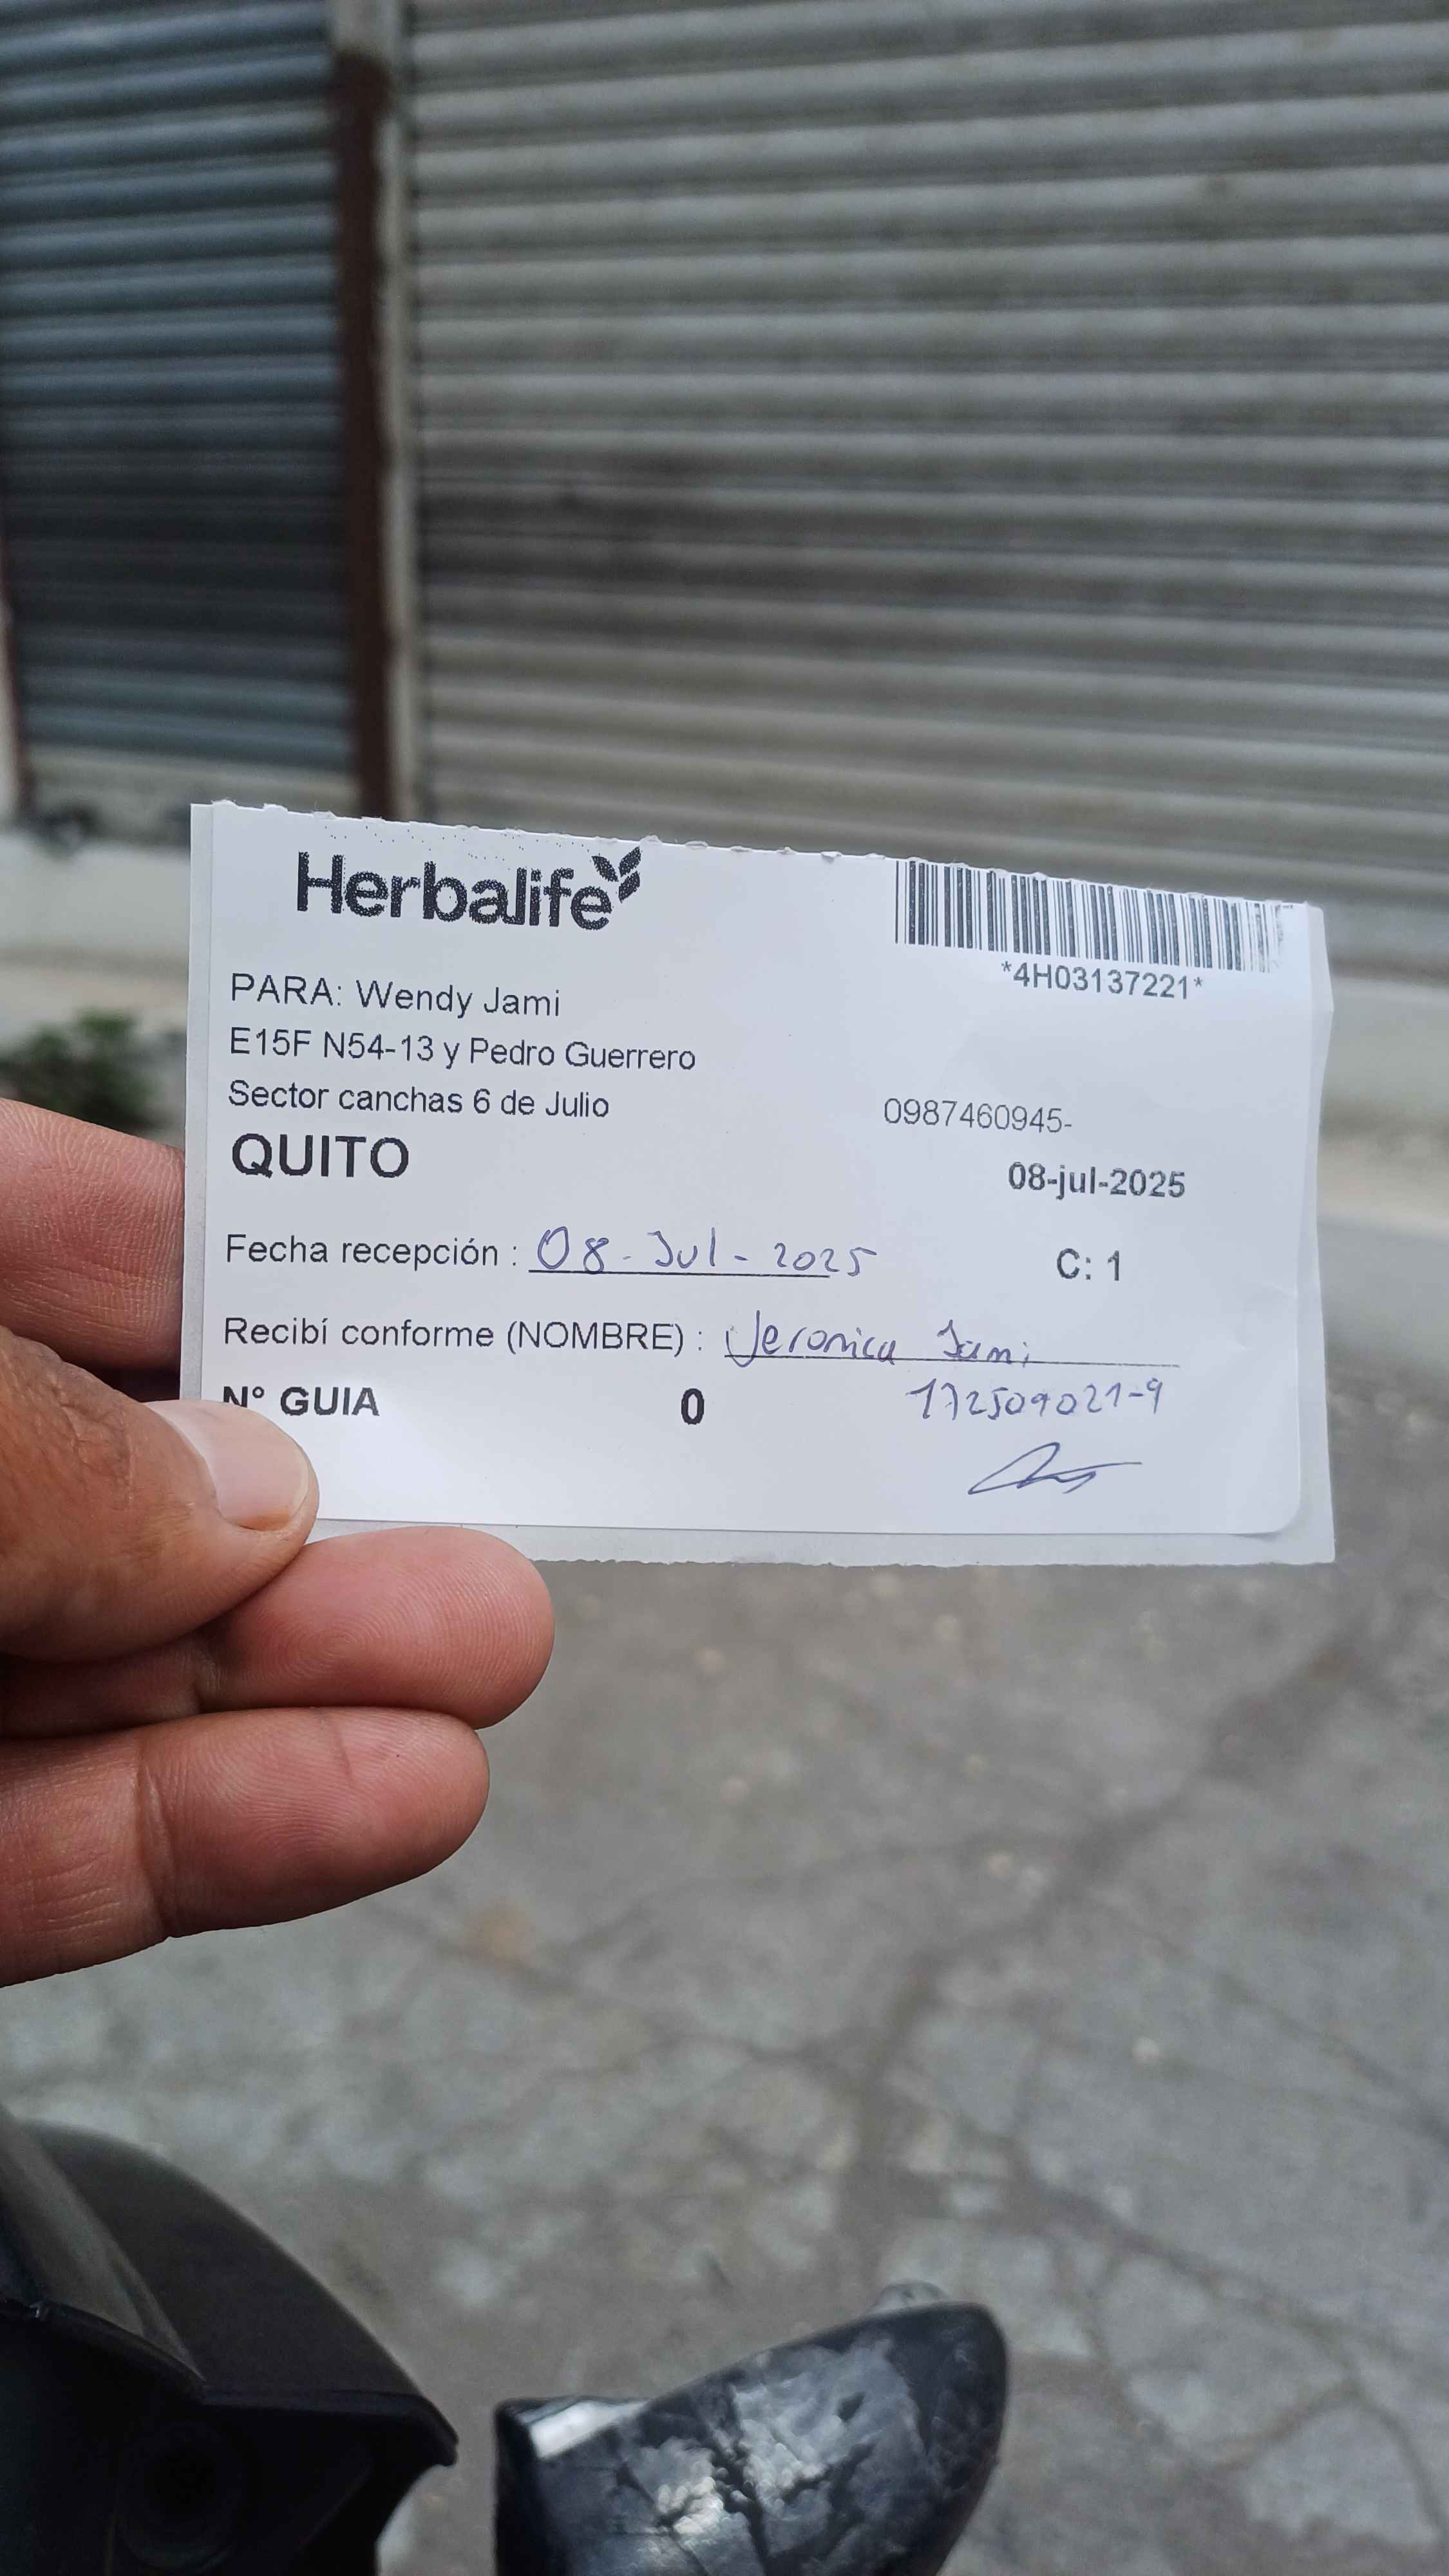 Herbalife
*4H03137221*
PARA: Wendy Jami
E15F N54-13 y Pedro Guerrero
Sector canchas 6 de Julio
0987460945-
QUITO
08-jul-2025
Fecha recepción : 08-Jul-2025
C: 1
Recibí conforme (NOMBRE) : Veronica Jami
N° GUIA 0
172509021-9